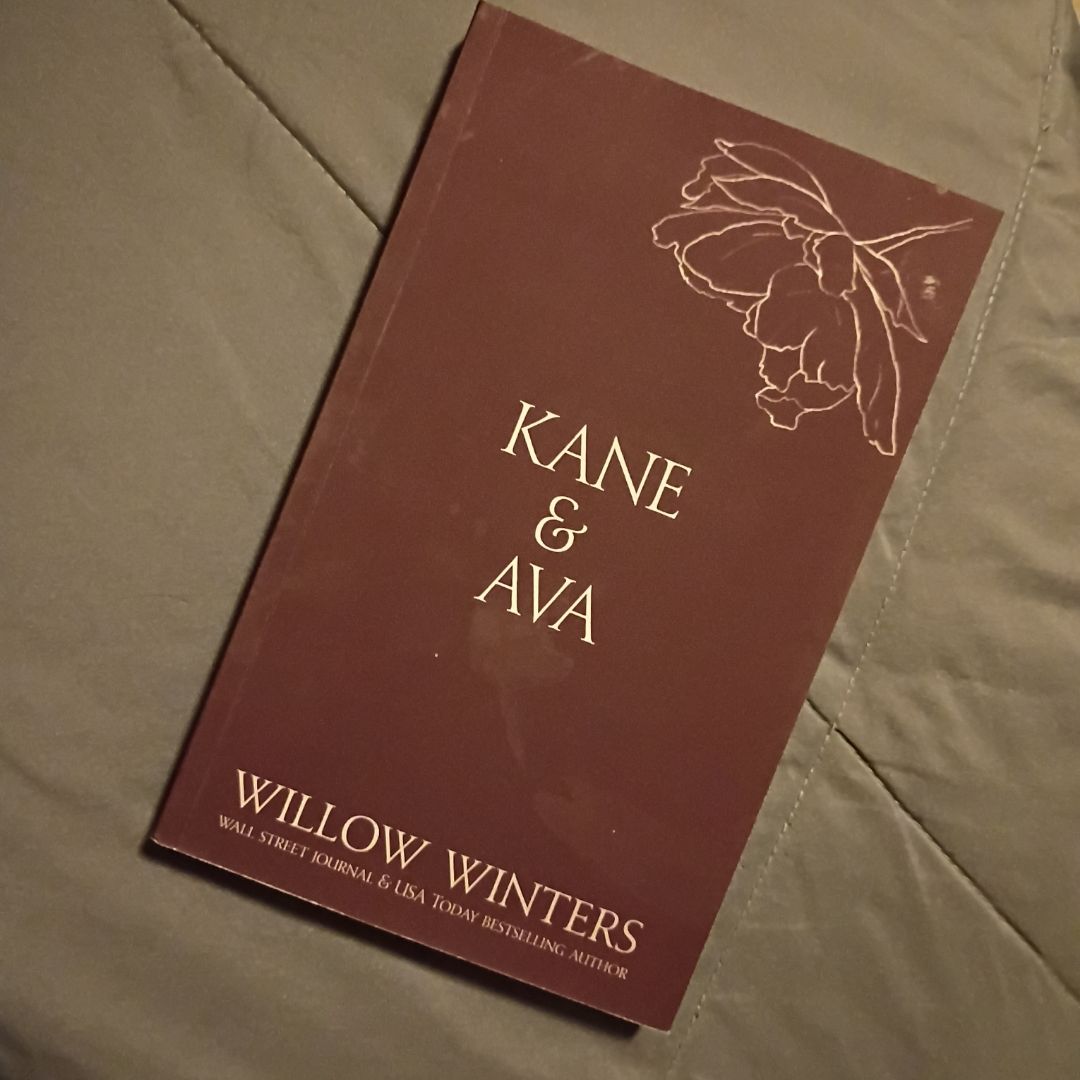 KANE
&
AVA
WILLOW WINTERS
WALL STREET JOURNAL & USA TODAY BESTSELLING AUTHOR